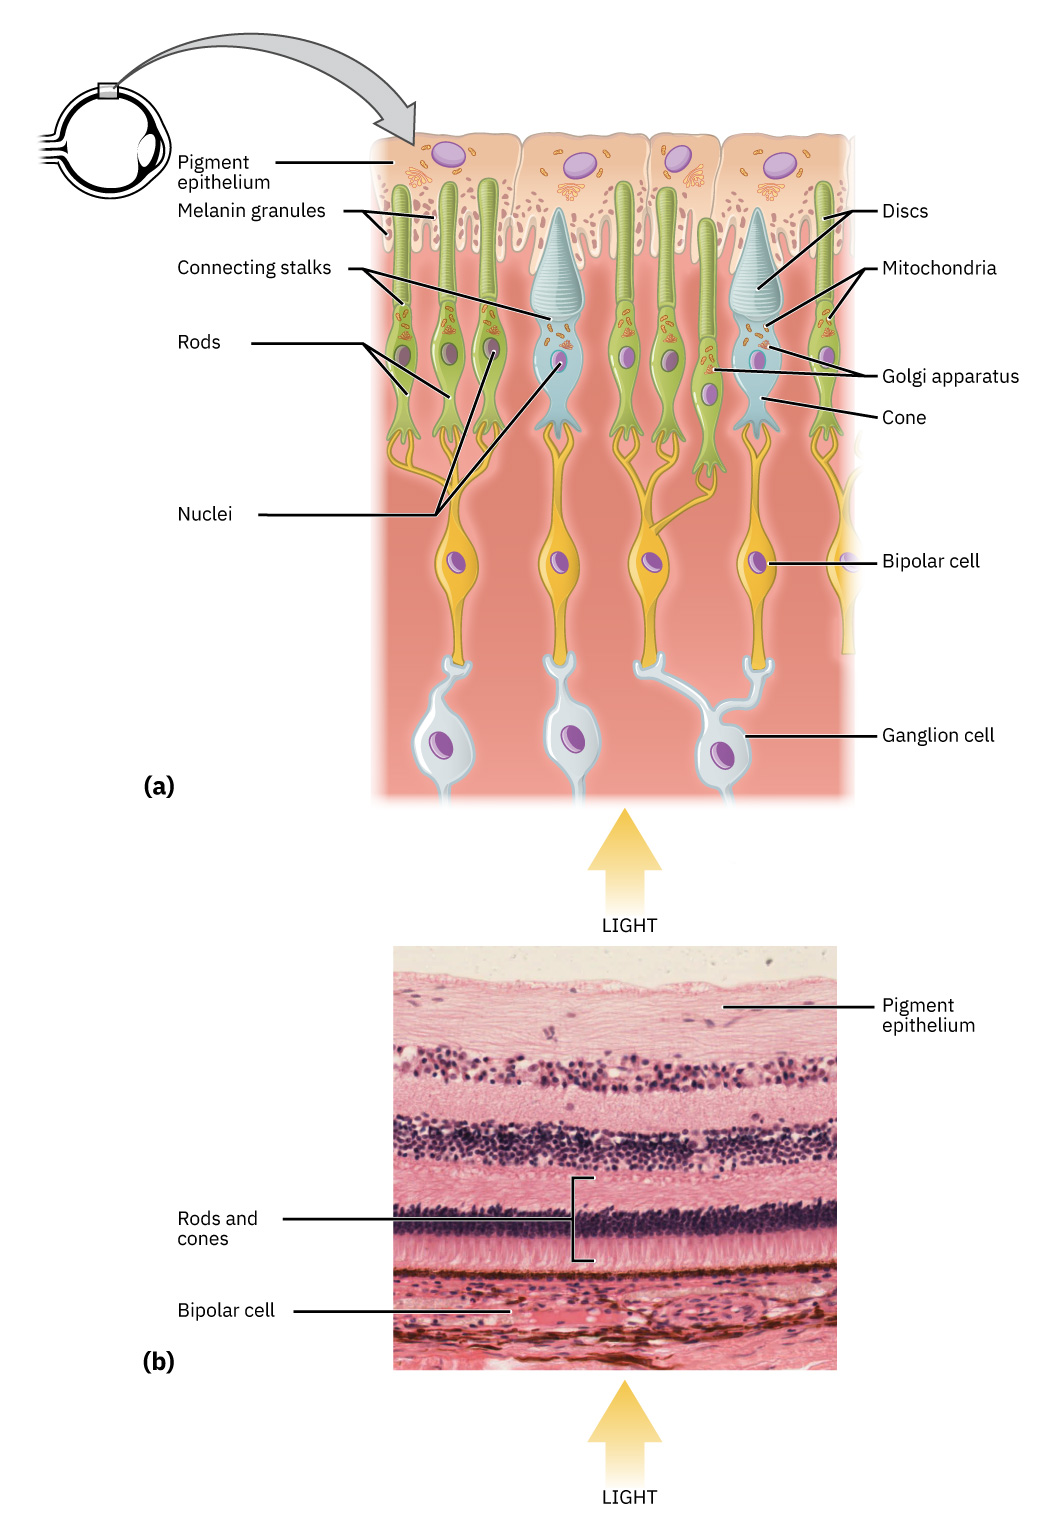 Pigment
epithelium
Melanin granules
Connecting stalks
Rods
Nuclei
Discs
Mitochondria
Golgi apparatus
Cone
Bipolar cell
Ganglion cell
(a)
LIGHT
Pigment
epithelium
Rods and
cones
Bipolar cell
(b)
LIGHT